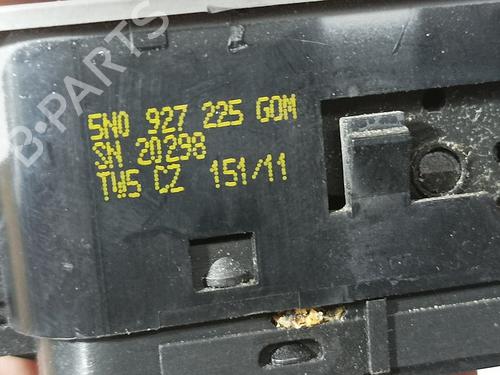 B-PARTS
5N0 927 225 GOM
SN 20298
TW5 CZ 151/11